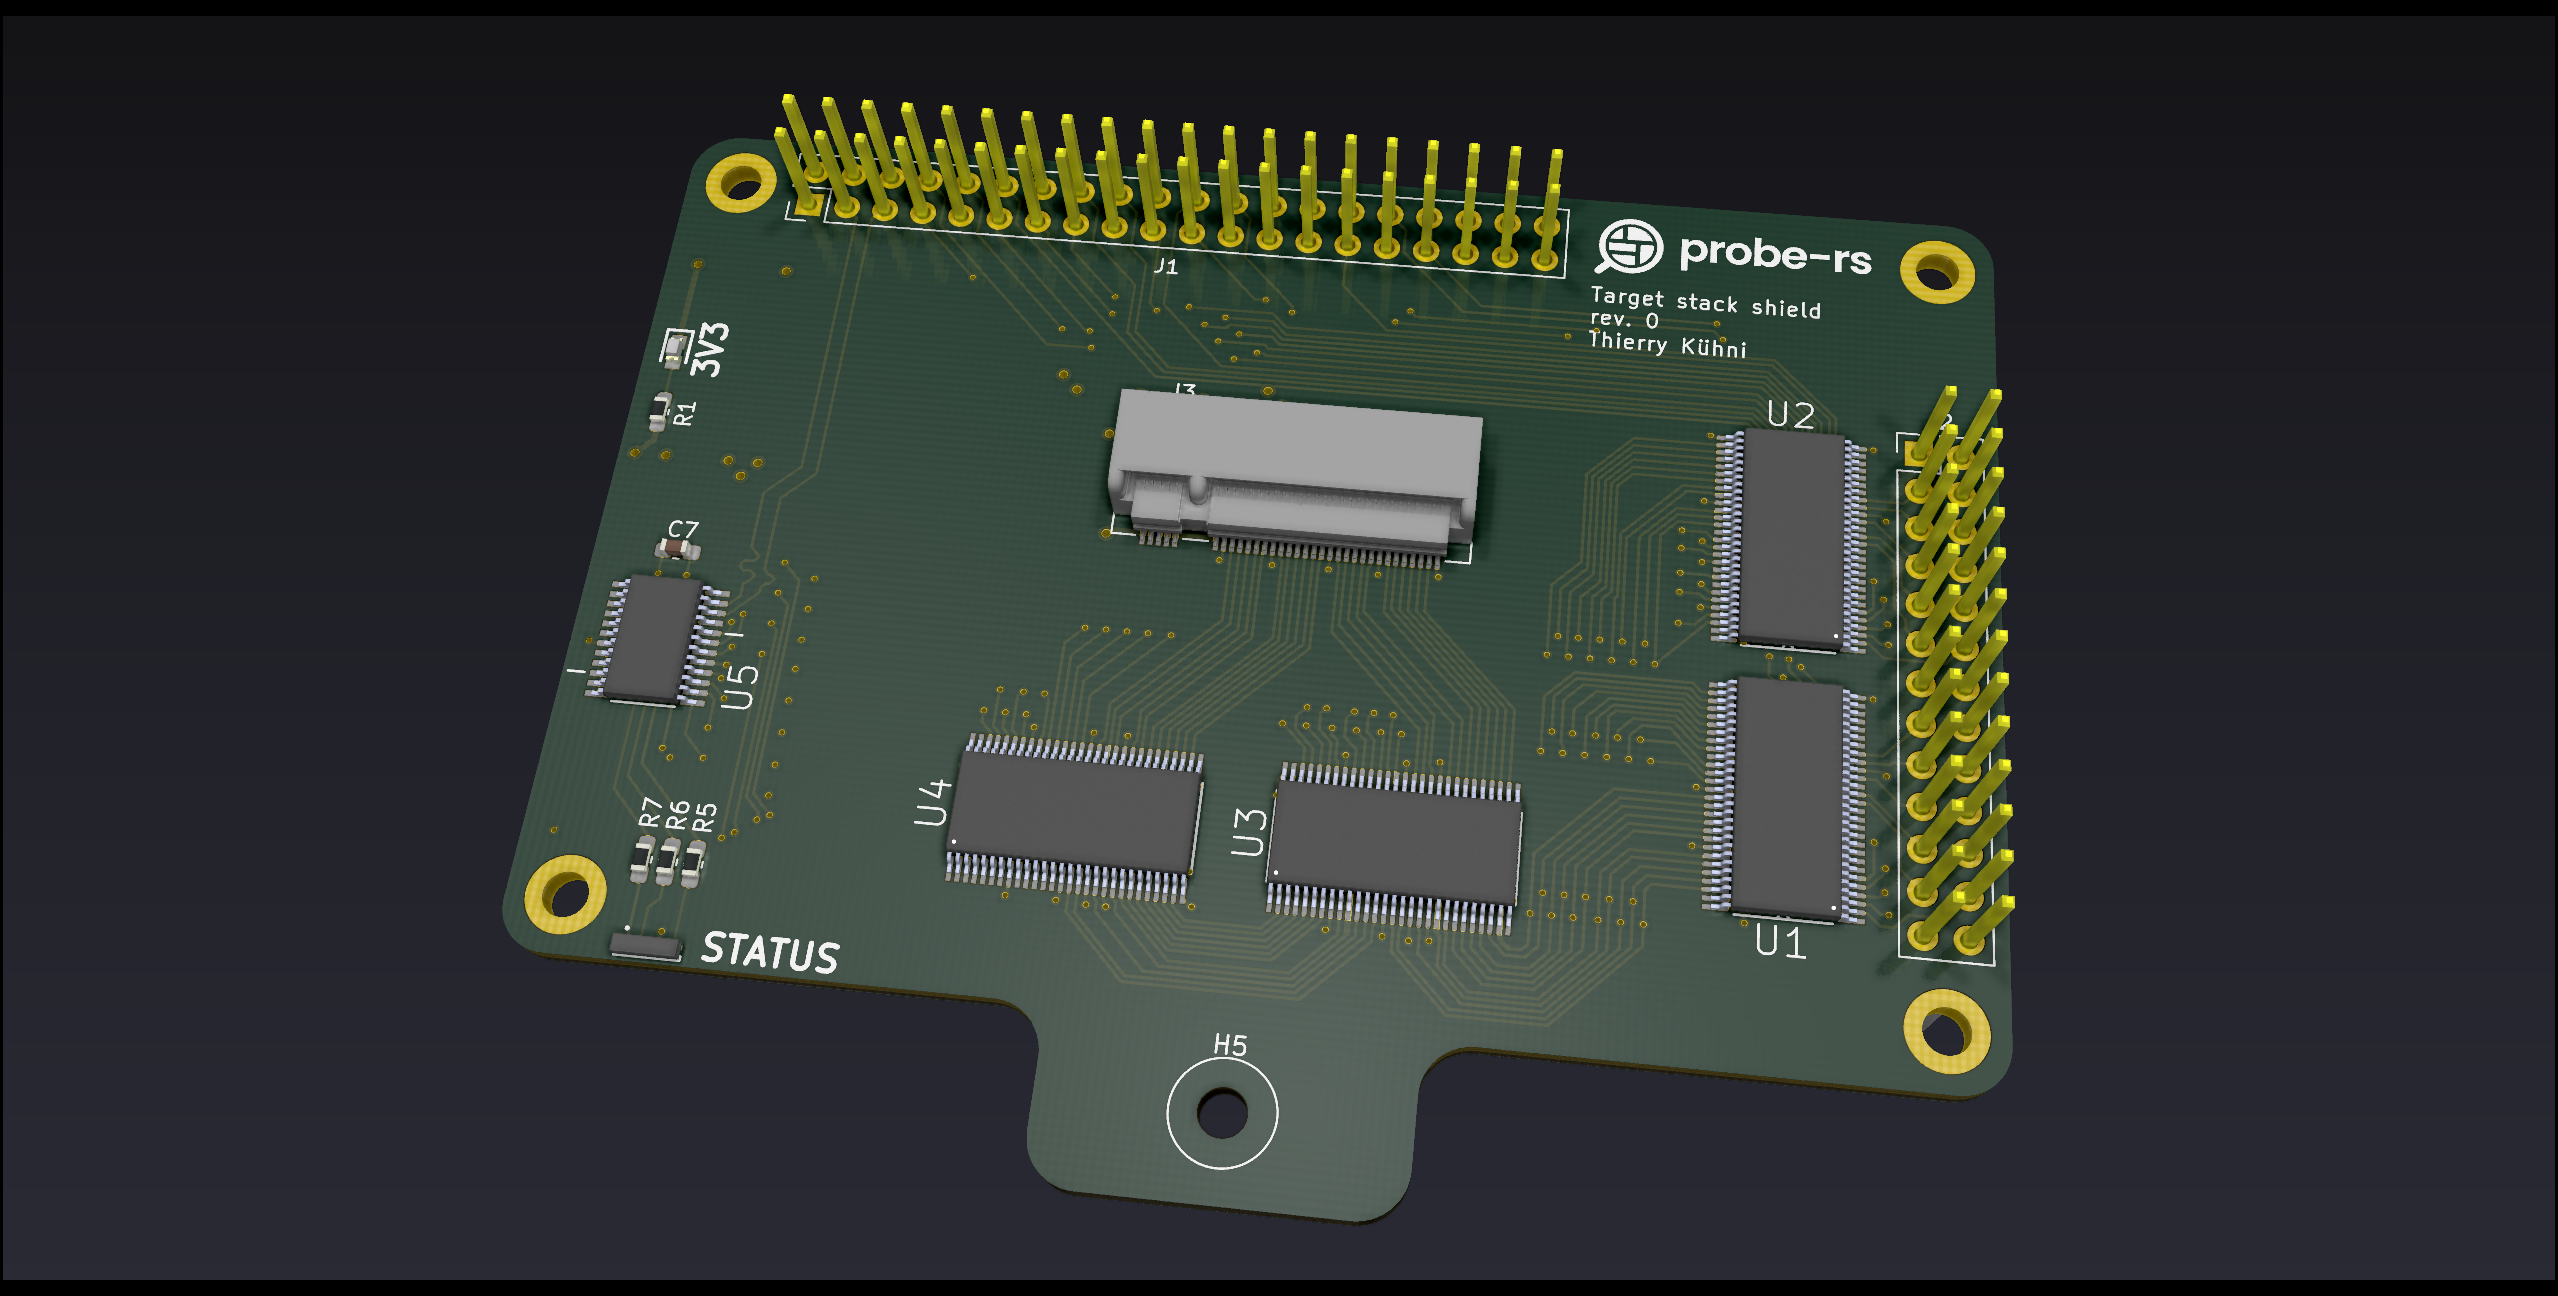 J1
probe-rs
Target stack shield
rev. 0
Thierry Kühni
3V3
R1
J3
U2
C7
U5
U4
U3
R7
R6
R5
U1
STATUS
H5